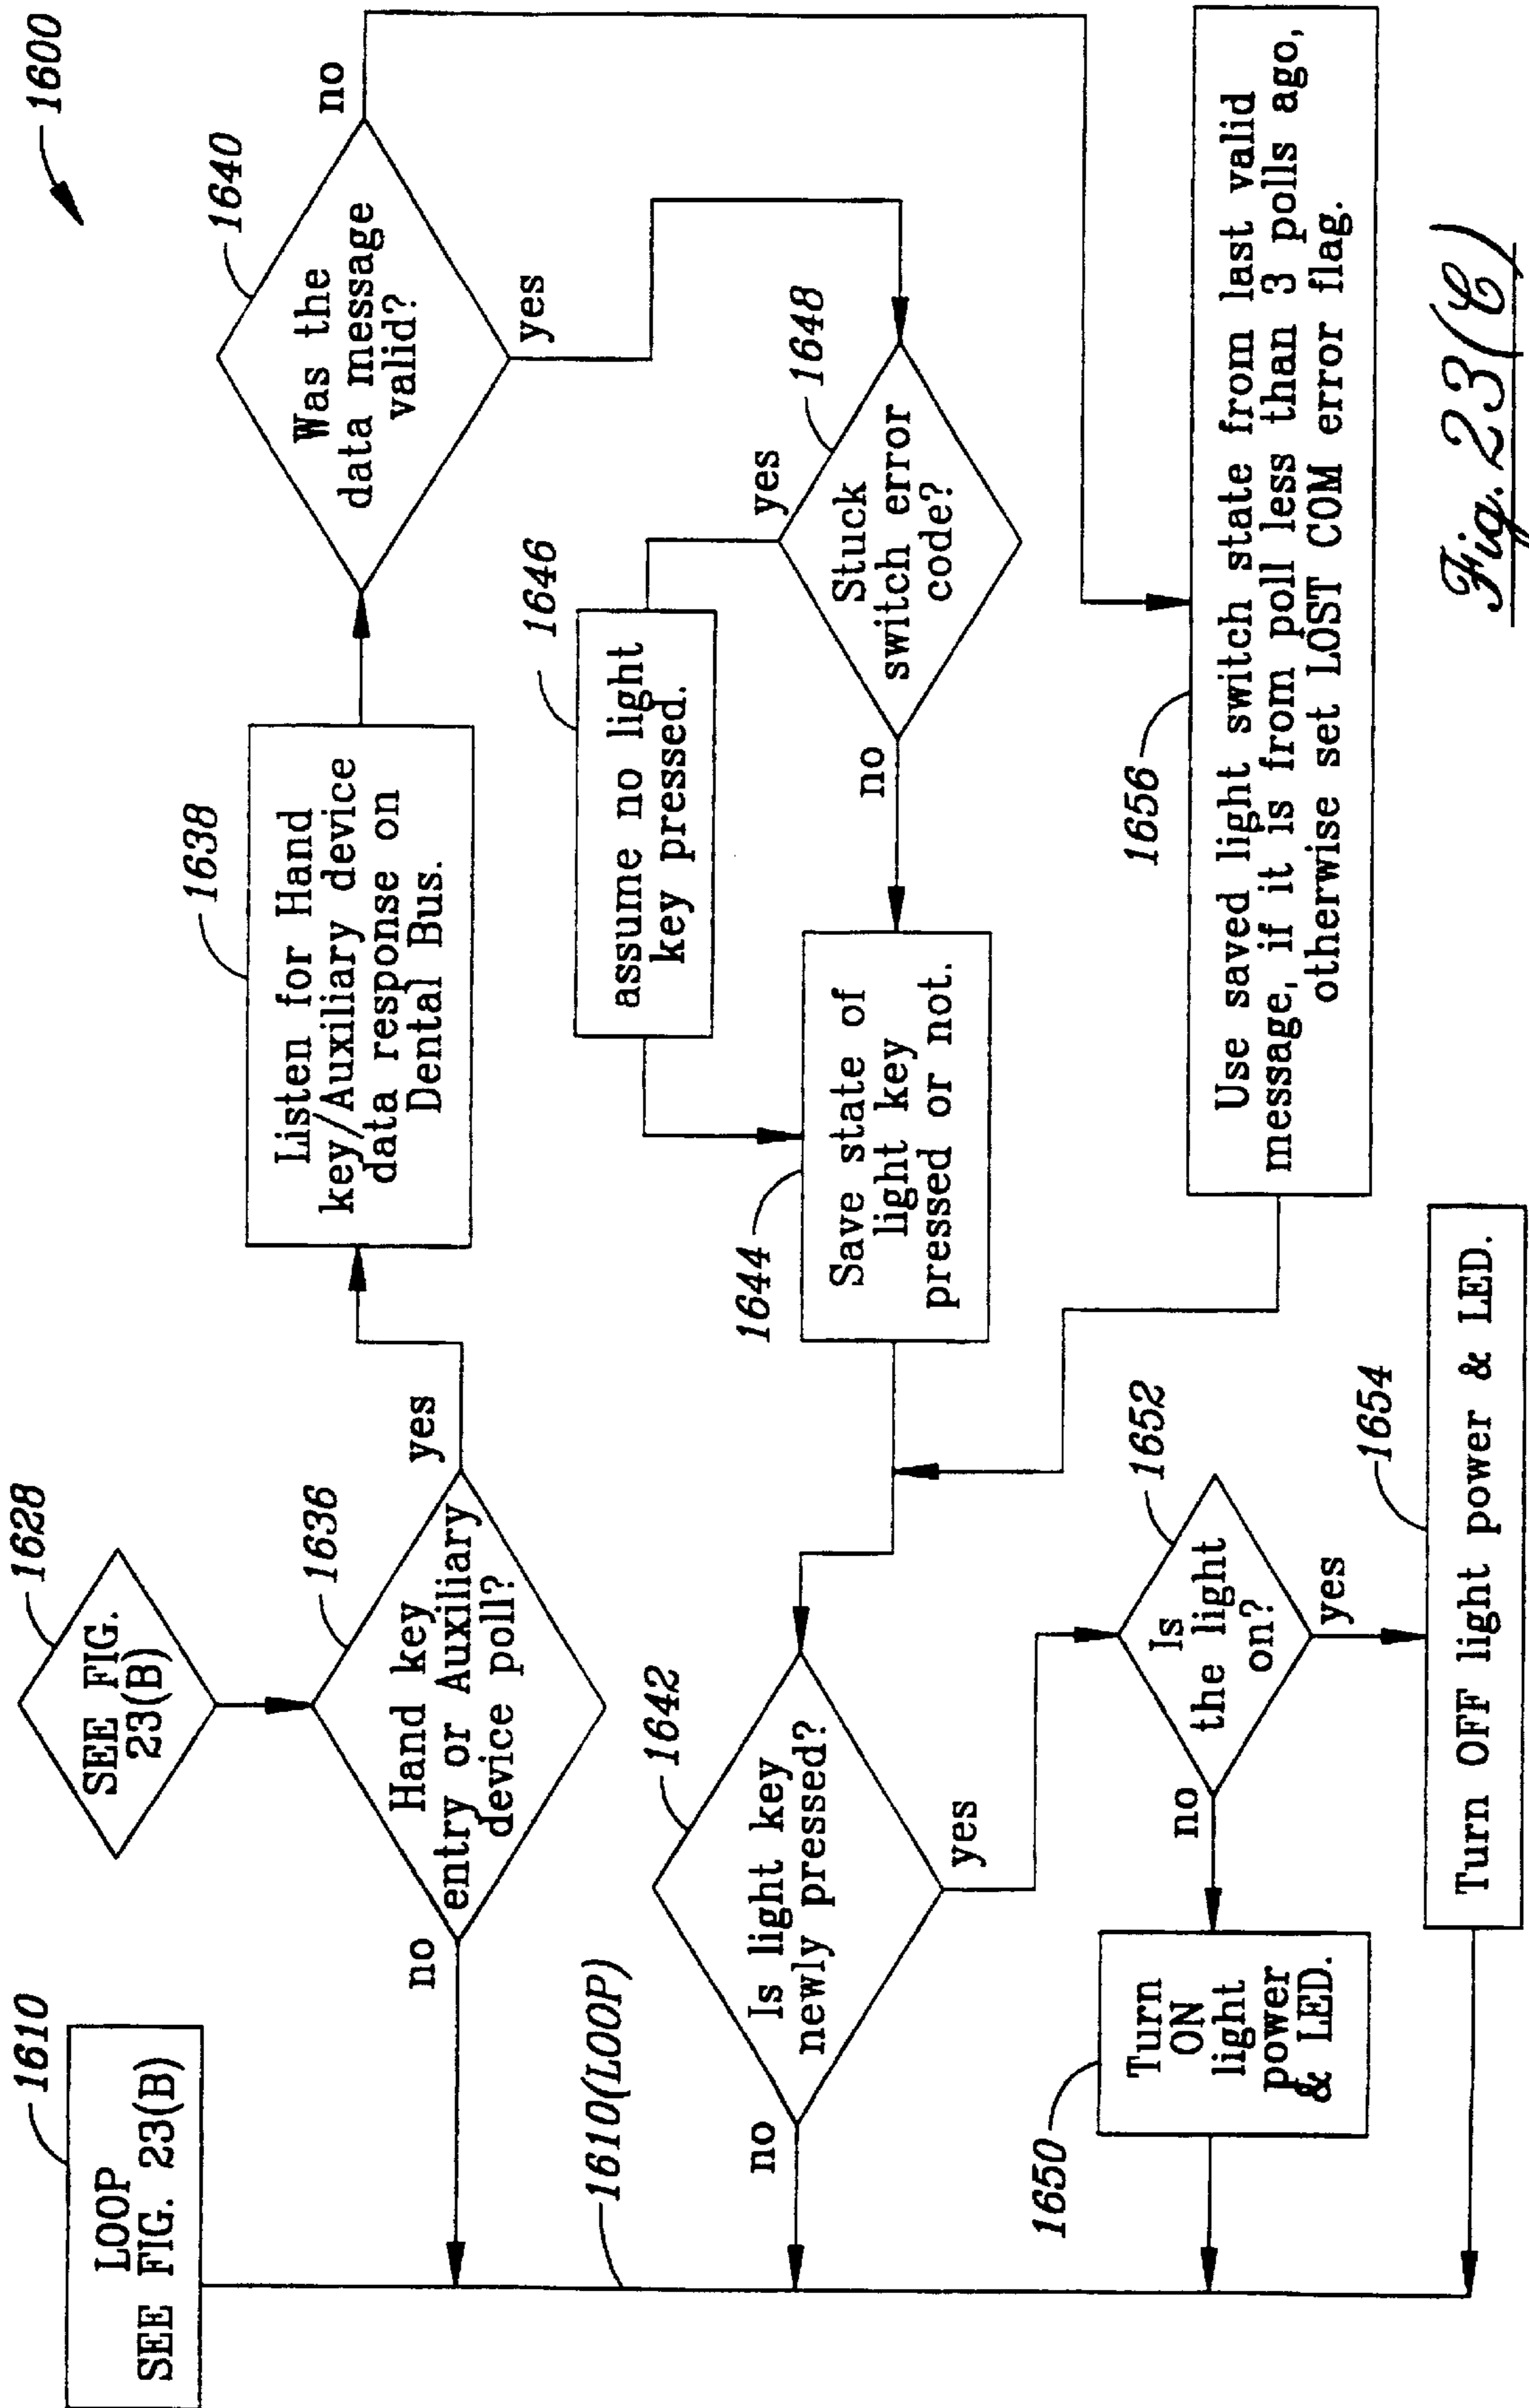 1600
1610
LOOP
SEE FIG. 23(B)
1628
SEE FIG.
23(B)
1636
Hand key
entry or Auxiliary
device poll?
no
yes
1638
Listen for Hand
key/Auxiliary device
data response on
Dental Bus.
1640
Was the
data message
valid?
no
yes
1646
assume no light
key pressed.
yes
1648
Stuck
switch error
code?
no
1610(LOOP)
1642
Is light key
newly pressed?
no
yes
1644
Save state of
light key
pressed or not.
1650
Turn
ON
light
power
& LED.
no
1652
Is
the light
on?
yes
1654
Turn OFF light power & LED.
1656
Use saved light switch state from last valid
message, if it is from poll less than 3 polls ago,
otherwise set LOST COM error flag.
Fig. 23(C)